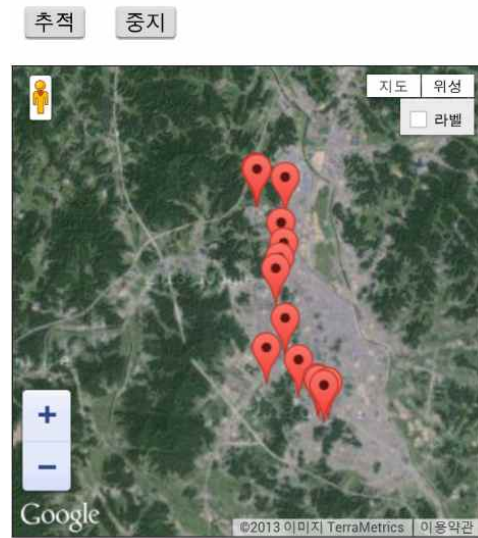 추적 중지
지도 위성
라벨
+
−
Google
©2013 이미지 TerraMetrics 이용약관